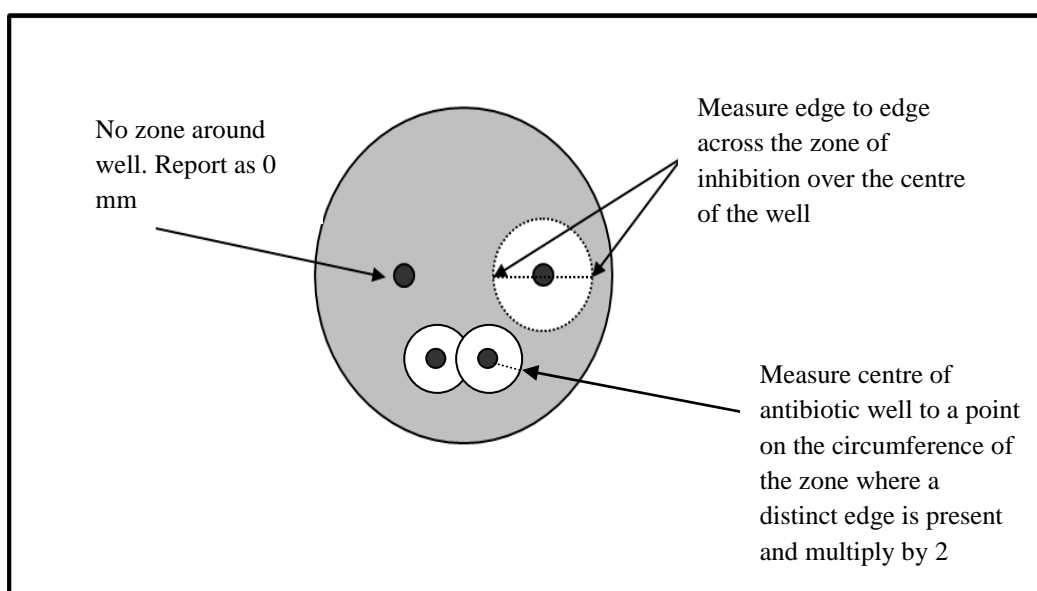 No zone around
well. Report as 0
mm
Measure edge to edge
across the zone of
inhibition over the centre
of the well
Measure centre of
antibiotic well to a point
on the circumference of
the zone where a
distinct edge is present
and multiply by 2